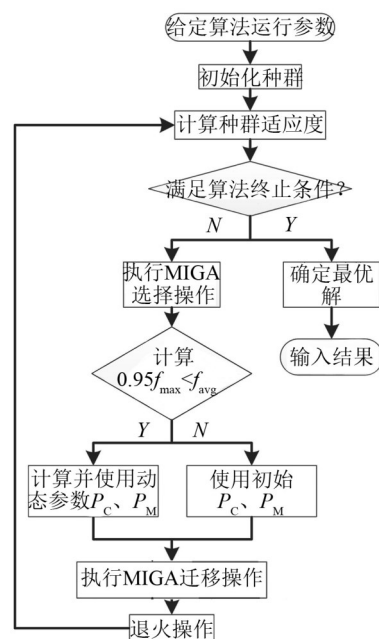 给定算法运行参数
初始化种群
计算种群适应度
满足算法终止条件?
N
Y
执行MIGA
选择操作
确定最优
解
输入结果
计算
0.95fmax<favg
Y
N
计算并使用动
态参数PC、PM
使用初始
PC、PM
执行MIGA迁移操作
退火操作